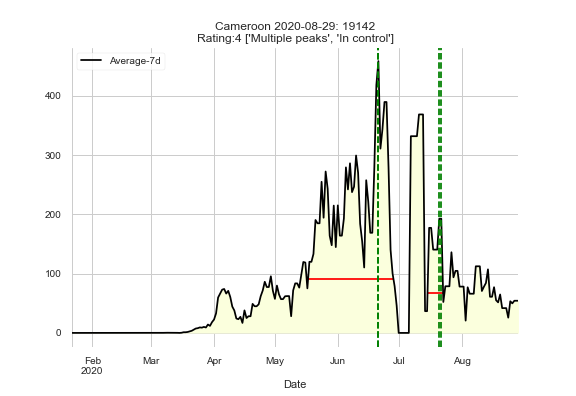 Cameroon 2020-08-29: 19142
Rating:4 ['Multiple peaks', 'In control']
Average-7d
400
300
200
100
0
Feb Mar Apr May Jun Jul Aug
2020
Date